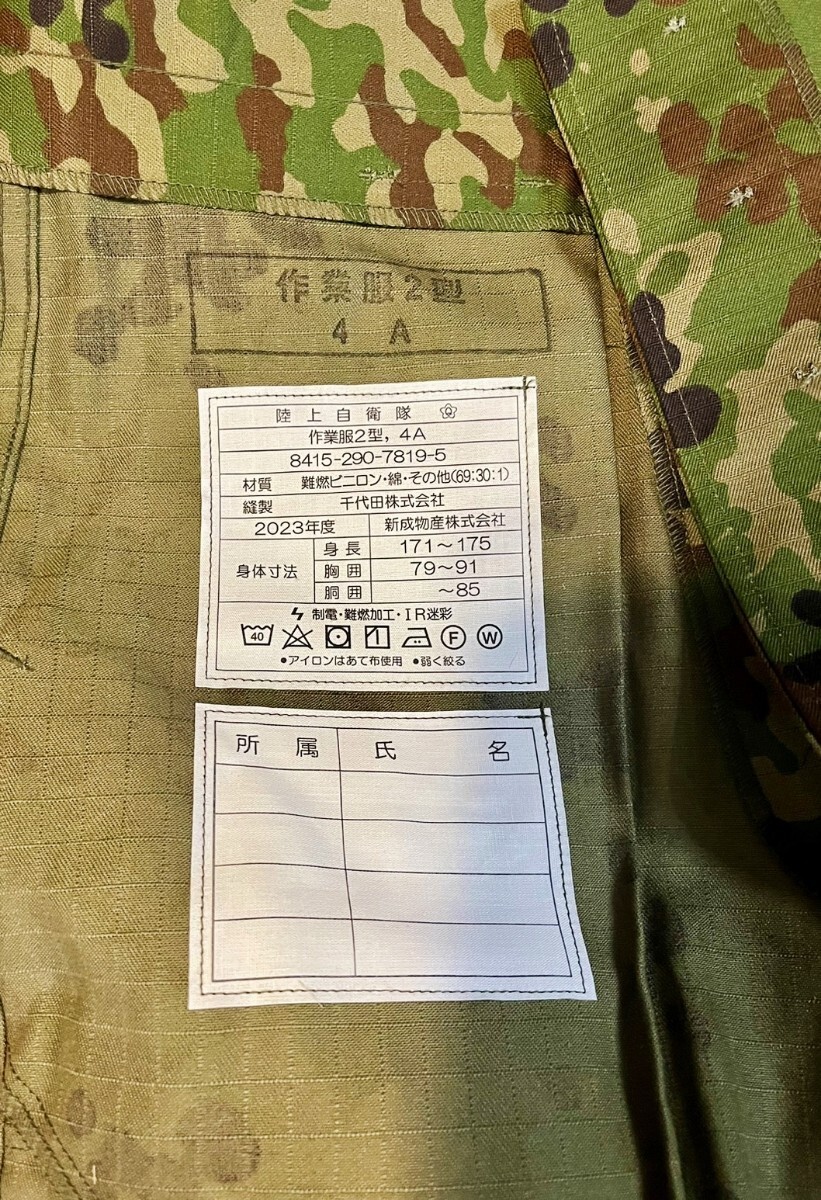 作業服2型
4 A
陸上自衛隊
作業服2型, 4A
8415-290-7819-5
材質 難燃ビニロン・綿・その他(69:30:1)
縫製 千代田株式会社
2023年度 新成物産株式会社
身体寸法 身長 171~175
胸囲 79~91
胴囲 ~85
制電・難燃加工・IR迷彩
40 F W
●アイロンはあて布使用 ●弱く絞る
所属 氏名